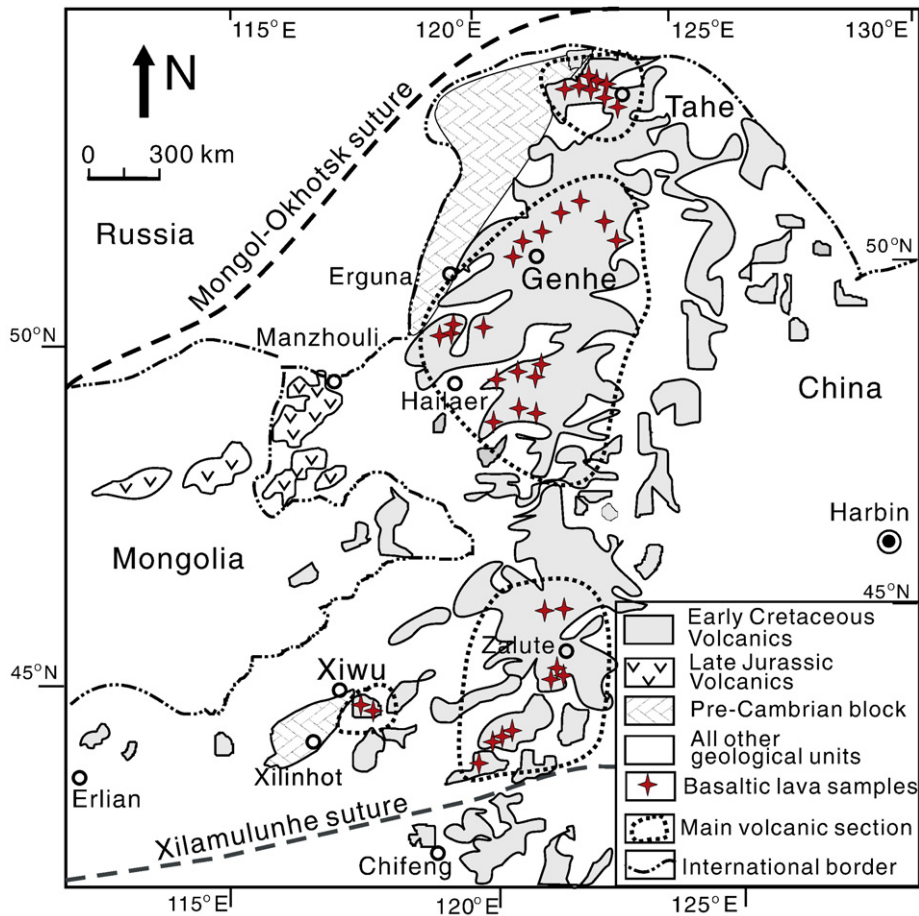 115°E
120°E
125°E
130°E
N
0 300 km
Tahe
Mongol-Okhotsk suture
Russia
Erguna
Genhe
50°N
50°N
Manzhouli
Hailaer
China
Harbin
Mongolia
45°N
Zalute
Xiwu
45°N
Xilinhot
Erlian
Xilamulunhe suture
Chifeng
Early Cretaceous
Volcanics
Late Jurassic
Volcanics
Pre-Cambrian block
All other
geological units
Basaltic lava samples
Main volcanic section
International border
115°E
120°E
125°E